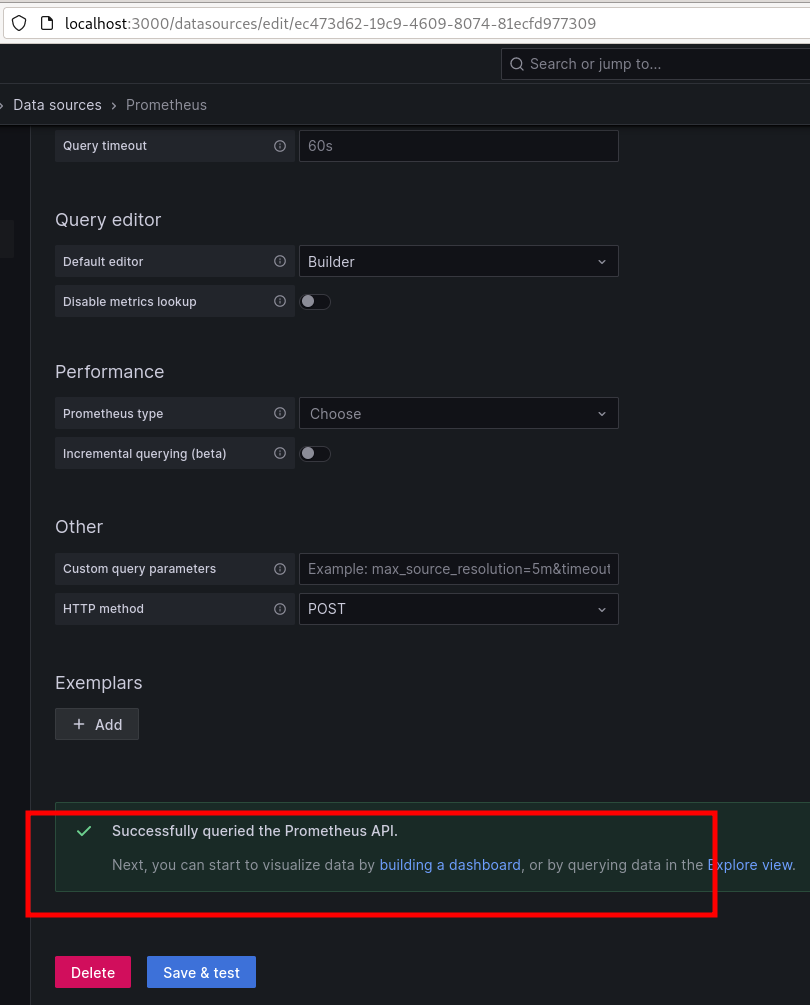 localhost:3000/datasources/edit/ec473d62-19c9-4609-8074-81ecfd977309
Search or jump to...
Data sources › Prometheus
Query timeout 60s
Query editor
Default editor Builder
Disable metrics lookup
Performance
Prometheus type Choose
Incremental querying (beta)
Other
Custom query parameters Example: max_source_resolution=5m&timeout
HTTP method POST
Exemplars
+ Add
Successfully queried the Prometheus API.
Next, you can start to visualize data by building a dashboard, or by querying data in the Explore view.
Delete Save & test